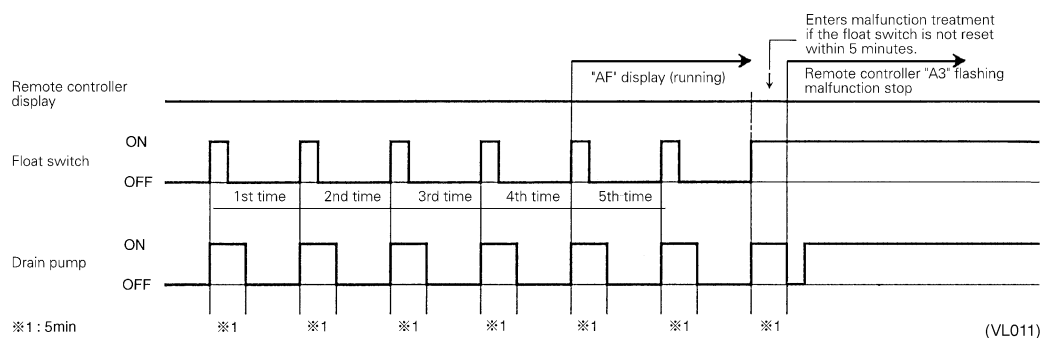 Enters malfunction treatment
if the float switch is not reset
within 5 minutes.
"AF" display (running)
Remote controller "A3" flashing
malfunction stop
Remote controller
display
ON
Float switch
OFF
1st time
2nd time
3rd time
4th time
5th time
ON
Drain pump
OFF
※1 : 5min
※1
※1
※1
※1
※1
※1
※1
(VL011)